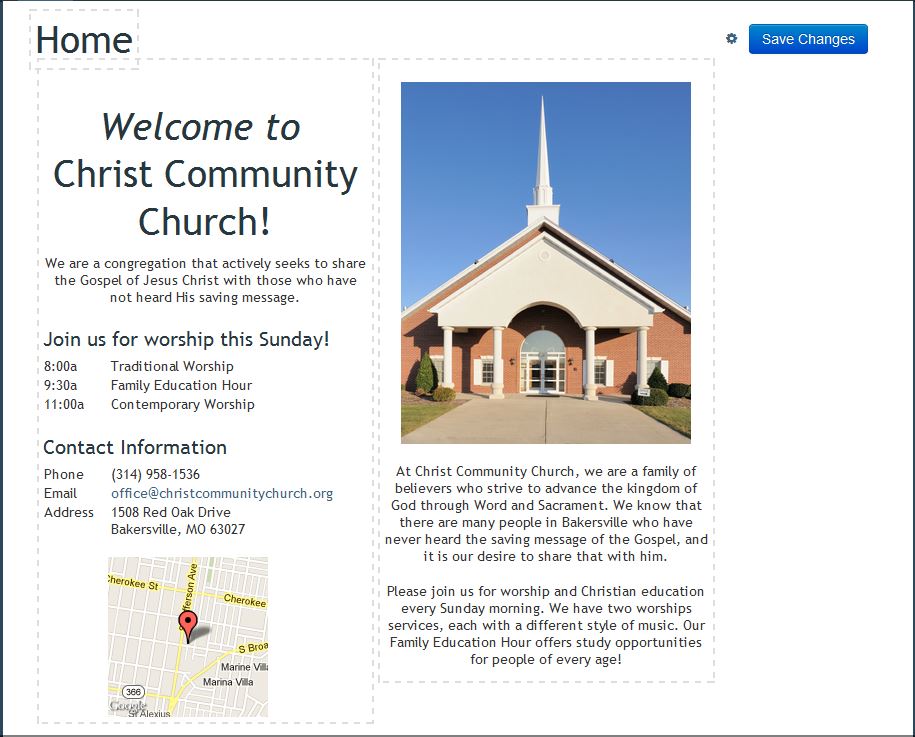 Home
Save Changes
Welcome to
Christ Community
Church!
We are a congregation that actively seeks to share
the Gospel of Jesus Christ with those who have
not heard His saving message.
Join us for worship this Sunday!
8:00a Traditional Worship
9:30a Family Education Hour
11:00a Contemporary Worship
Contact Information
Phone (314) 958-1536
Email office@christcommunitychurch.org
Address 1508 Red Oak Drive
Bakersville, MO 63027
Cherokee St
fferson Ave
Cherokee
S Broa
Marine Villa
Marina Villa
366
Google
St Alexius
At Christ Community Church, we are a family of
believers who strive to advance the kingdom of
God through Word and Sacrament. We know that
there are many people in Bakersville who have
never heard the saving message of the Gospel, and
it is our desire to share that with him.
Please join us for worship and Christian education
every Sunday morning. We have two worships
services, each with a different style of music. Our
Family Education Hour offers study opportunities
for people of every age!